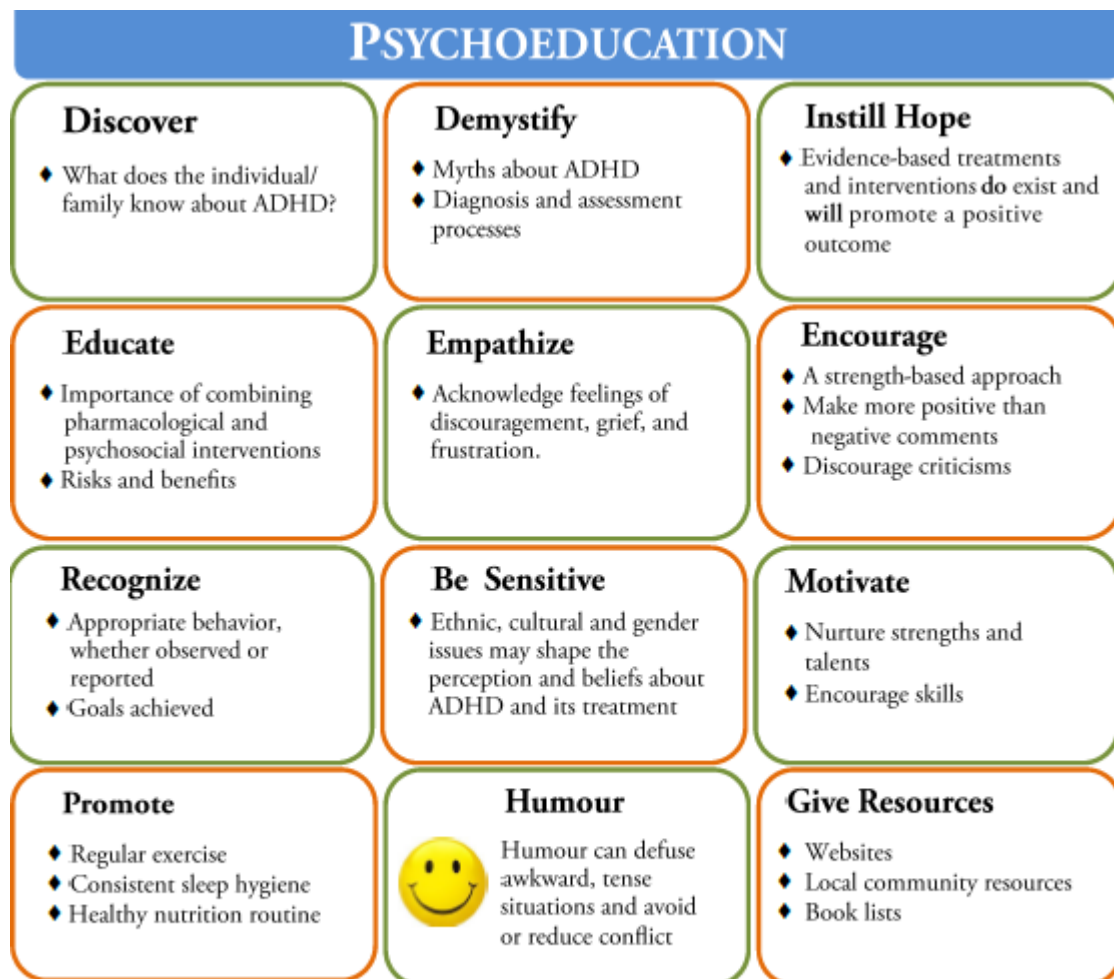 PSYCHOEDUCATION
Discover
♦ What does the individual/
family know about ADHD?
Demystify
♦ Myths about ADHD
♦ Diagnosis and assessment
processes
Instill Hope
♦ Evidence-based treatments
and interventions do exist and
will promote a positive
outcome
Educate
♦ Importance of combining
pharmacological and
psychosocial interventions
♦ Risks and benefits
Empathize
♦ Acknowledge feelings of
discouragement, grief, and
frustration.
Encourage
♦ A strength-based approach
♦ Make more positive than
negative comments
♦ Discourage criticisms
Recognize
♦ Appropriate behavior,
whether observed or
reported
♦ Goals achieved
Be Sensitive
♦ Ethnic, cultural and gender
issues may shape the
perception and beliefs about
ADHD and its treatment
Motivate
♦ Nurture strengths and
talents
♦ Encourage skills
Promote
♦ Regular exercise
♦ Consistent sleep hygiene
♦ Healthy nutrition routine
Humour
Humour can defuse
awkward, tense
situations and avoid
or reduce conflict
Give Resources
♦ Websites
♦ Local community resources
♦ Book lists